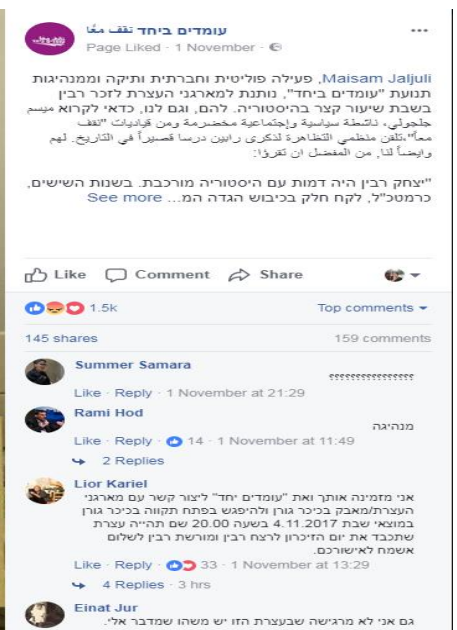 עומדים ביחד نقف معًا
Page Liked · 1 November ·
Maisam Jaljuli, פעילה פוליטית וחברתית ותיקה וממנהיגות
תנועת "עומדים ביחד", נותנת למארגני העצרת לזכר רבין
בשבת שיעור קצר בהיסטוריה. להם, וגם לנו, כדאי לקרוא ميسم
جلجولي، ناشطة سياسية وإجتماعية مخضرمة ومن قياديات "نقف
معاً"، تلقن منظمي التظاهرة لذكرى رابين درسا قصيراً في التاريخ. لهم
وايضاً لنا، من المفضل ان تقرؤا:
"יצחק רבין היה דמות עם היסטוריה מורכבת. בשנות השישים,
כרמטכ"ל, לקח חלק בכיבוש הגדה המ... See more
Like Comment Share
1.5k Top comments
145 shares 159 comments
Summer Samara
؟؟؟؟؟؟؟؟؟؟؟؟؟؟؟؟
Like · Reply · 1 November at 21:29
Rami Hod
מנהיגה
Like · Reply · 14 · 1 November at 11:49
2 Replies
Lior Kariel
אני מזמינה אותך ואת "עומדים יחד" ליצור קשר עם מארגני
העצרת/מאבק בכיכר גורן ולהיפגש בפתח תקווה בכיכר גורן
במוצאי שבת 4.11.2017 בשעה 20.00 שם תהייה עצרת
שתכבד את יום הזיכרון לרצח רבין ומורשת רבין לשלום
אשמח לאישורכם.
Like · Reply · 33 · 1 November at 13:29
4 Replies · 3 hrs
Einat Jur
גם אני לא מרגישה שבעצרת הזו יש משהו שמדבר אלי.